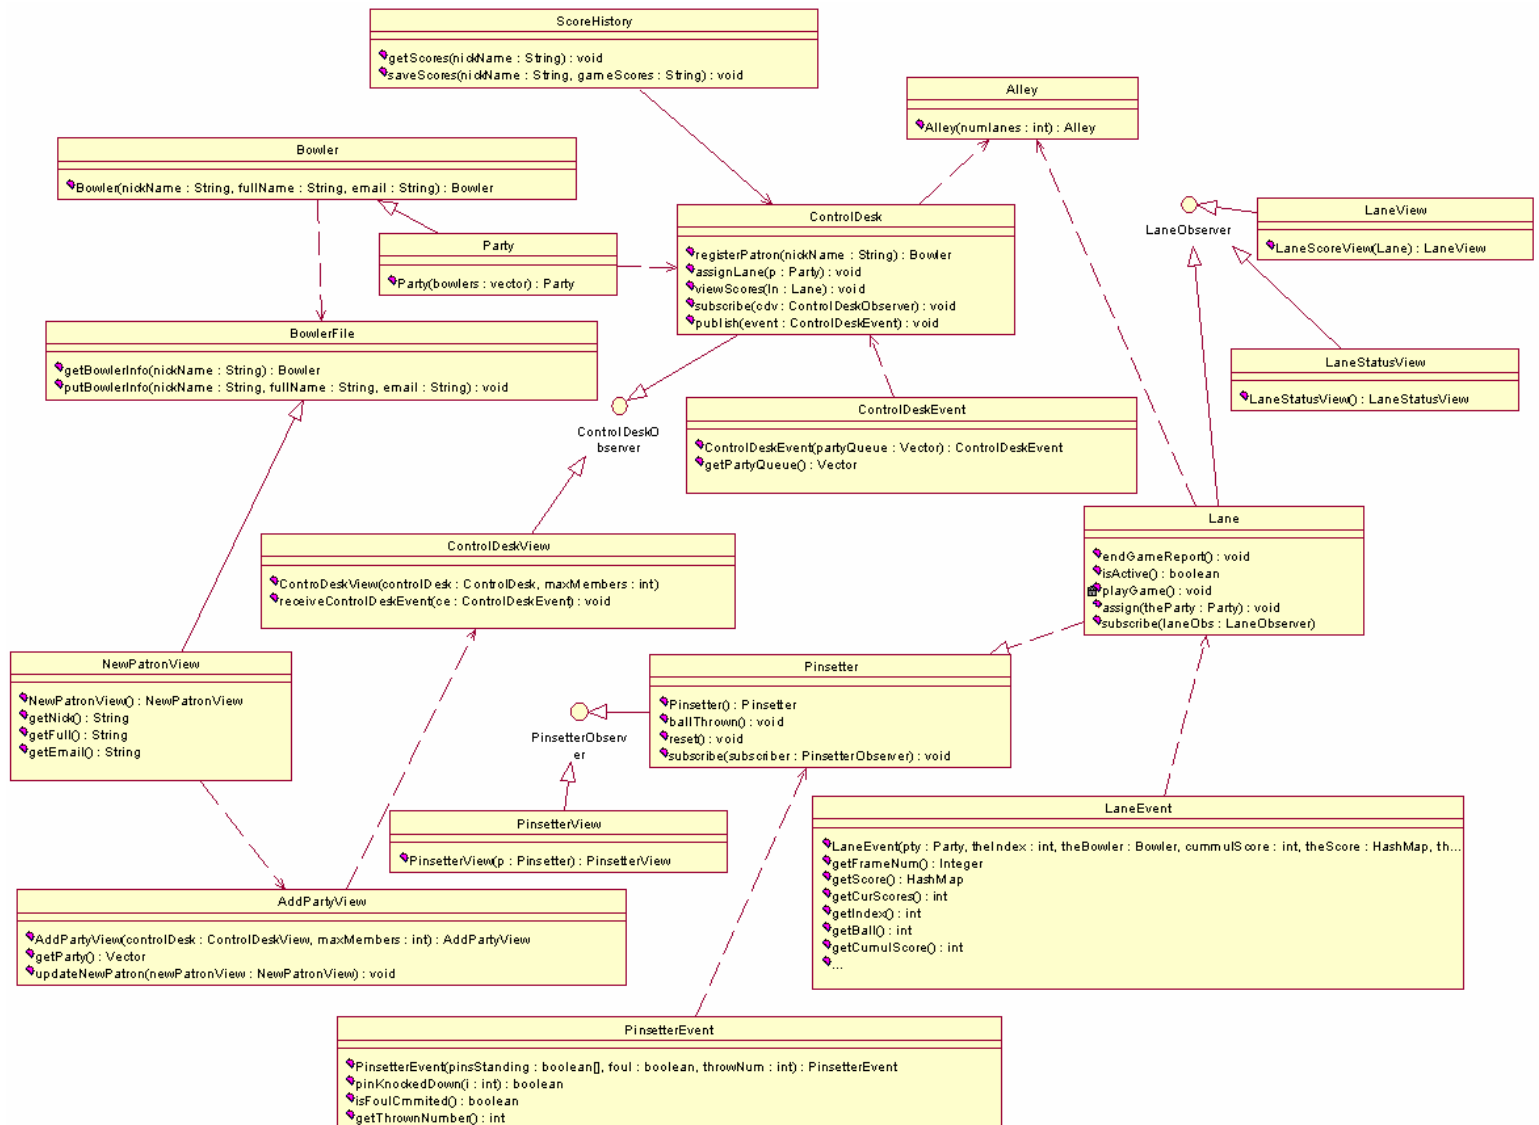 ScoreHistory
getScores(nickName : String) : void
saveScores(nickName : String, gameScores : String) : void
Alley
Alley(numlanes : int) : Alley
Bowler
Bowler(nickName : String, fullName : String, email : String) : Bowler
Party
Party(bowlers : vector) : Party
ControlDesk
registerPatron(nickName : String) : Bowler
assignLane(p : Party) : void
viewScores(ln : Lane) : void
subscribe(cdv : ControlDeskObserver) : void
publish(event : ControlDeskEvent) : void
LaneObserver
LaneView
LaneScoreView(Lane) : LaneView
LaneStatusView
LaneStatusView() : LaneStatusView
BowlerFile
getBowlerInfo(nickName : String) : Bowler
putBowlerInfo(nickName : String, fullName : String, email : String) : void
ControlDeskO
bserver
ControlDeskEvent
ControlDeskEvent(partyQueue : Vector) : ControlDeskEvent
getPartyQueue() : Vector
ControlDeskView
ControDeskView(controlDesk : ControlDesk, maxMembers : int)
receiveControlDeskEvent(ce : ControlDeskEvent) : void
Lane
endGameReport() : void
isActive() : boolean
playGame() : void
assign(theParty : Party) : void
subscribe(laneObs : LaneObserver)
NewPatronView
NewPatronView() : NewPatronView
getNick() : String
getFull() : String
getEmail() : String
Pinsetter
Pinsetter() : Pinsetter
ballThrown() : void
reset() : void
subscribe(subscriber : PinsetterObserver) : void
PinsetterObserv
er
PinsetterView
PinsetterView(p : Pinsetter) : PinsetterView
LaneEvent
LaneEvent(pty : Party, theIndex : int, theBowler : Bowler, cummulScore : int, theScore : HashMap, th...
getFrameNum() : Integer
getScore() : HashMap
getCurScores() : int
getIndex() : int
getBall() : int
getCumulScore() : int
...
AddPartyView
AddPartyView(controlDesk : ControlDeskView, maxMembers : int) : AddPartyView
getParty() : Vector
updateNewPatron(newPatronView : NewPatronView) : void
PinsetterEvent
PinsetterEvent(pinsStanding : boolean[], foul : boolean, throwNum : int) : PinsetterEvent
pinKnockedDown(i : int) : boolean
isFoulCmmited() : boolean
getThrownNumber() : int